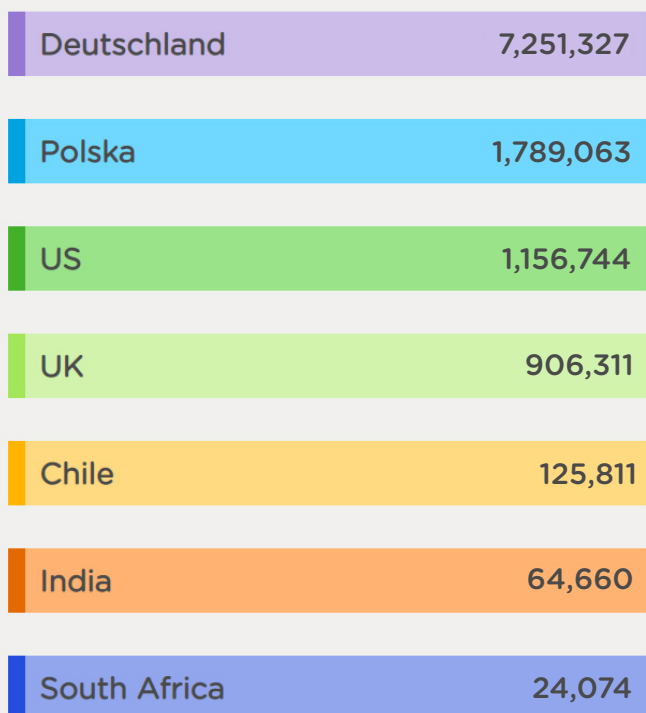 Deutschland 7,251,327
Polska 1,789,063
US 1,156,744
UK 906,311
Chile 125,811
India 64,660
South Africa 24,074